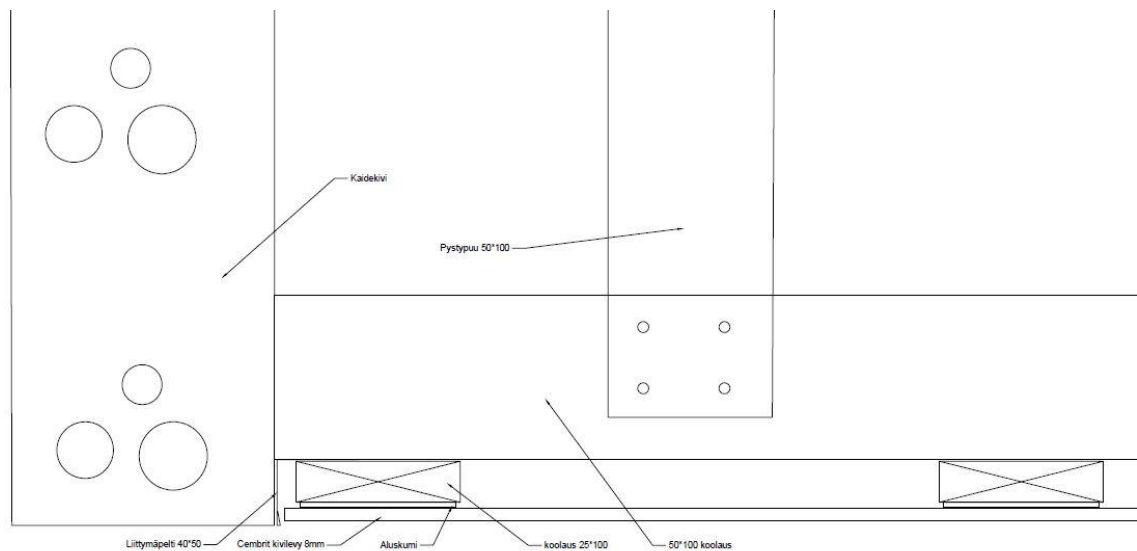 Kaidekivi
Pystypuu 50*100
Liittymäpelti 40*50
Cembrit kivilevy 8mm
Aluskumi
koolaus 25*100
50*100 koolaus